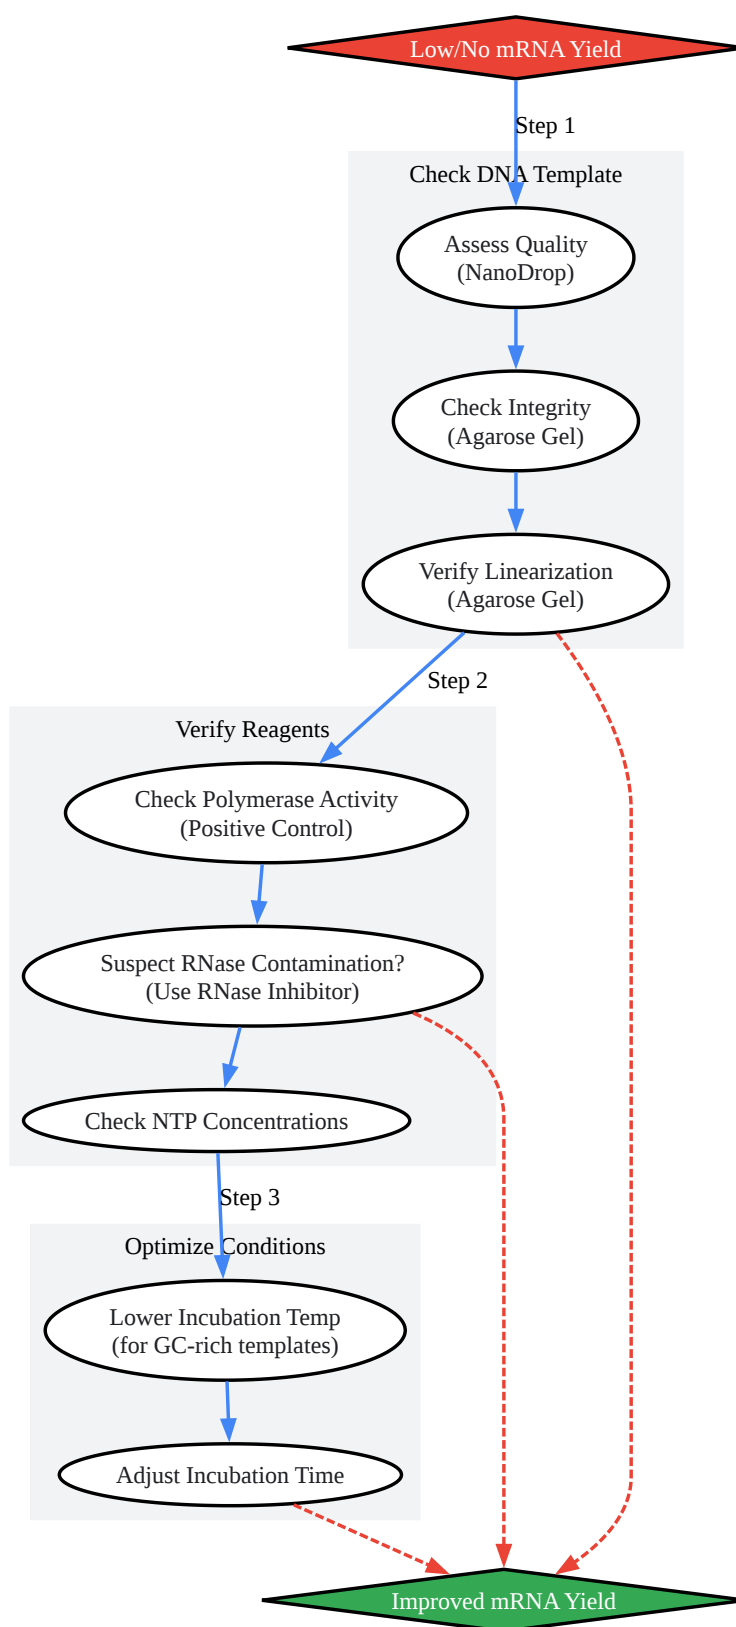 Low/No mRNA Yield
Step 1
Check DNA Template
Assess Quality
(NanoDrop)
Check Integrity
(Agarose Gel)
Verify Linearization
(Agarose Gel)
Step 2
Verify Reagents
Check Polymerase Activity
(Positive Control)
Suspect RNase Contamination?
(Use RNase Inhibitor)
Check NTP Concentrations
Step 3
Optimize Conditions
Lower Incubation Temp
(for GC-rich templates)
Adjust Incubation Time
Improved mRNA Yield